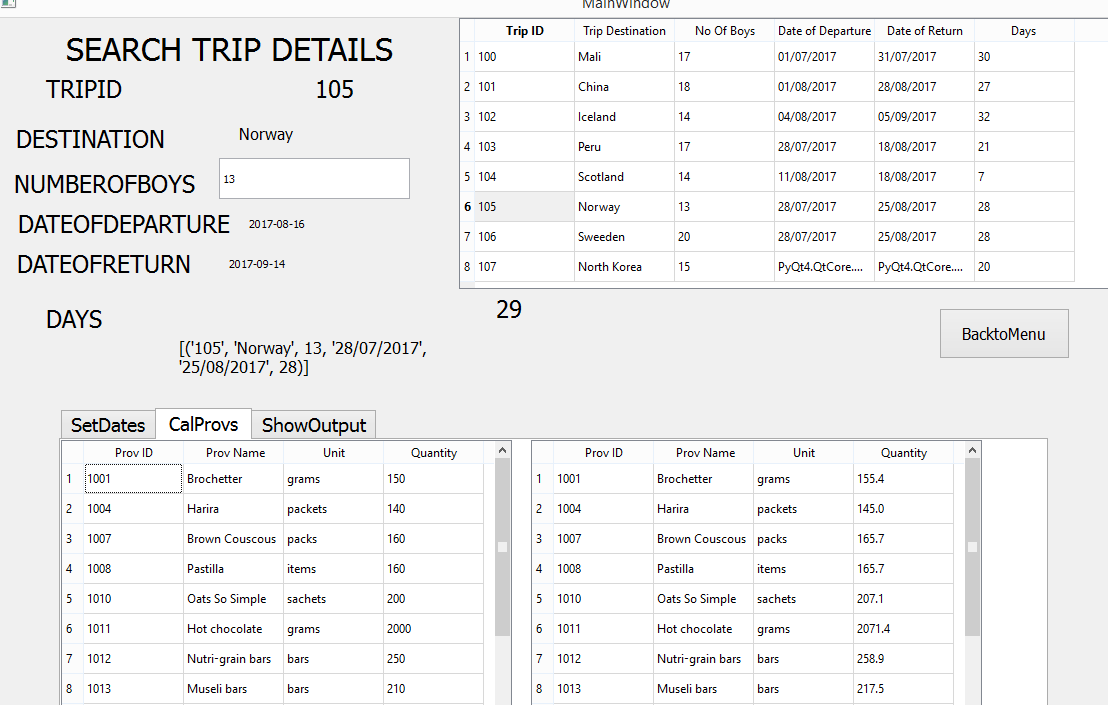 MainWindow
SEARCH TRIP DETAILS
TRIPID 105
DESTINATION Norway
NUMBEROFBOYS 13
DATEOFDEPARTURE 2017-08-16
DATEOFRETURN 2017-09-14
Trip ID Trip Destination No Of Boys Date of Departure Date of Return Days
1 100 Mali 17 01/07/2017 31/07/2017 30
2 101 China 18 01/08/2017 28/08/2017 27
3 102 Iceland 14 04/08/2017 05/09/2017 32
4 103 Peru 17 28/07/2017 18/08/2017 21
5 104 Scotland 14 11/08/2017 18/08/2017 7
6 105 Norway 13 28/07/2017 25/08/2017 28
7 106 Sweeden 20 28/07/2017 25/08/2017 28
8 107 North Korea 15 PyQt4.QtCore.... PyQt4.QtCore.... 20
DAYS 29
[('105', 'Norway', 13, '28/07/2017',
'25/08/2017', 28)]
BacktoMenu
SetDates CalProvs ShowOutput
Prov ID Prov Name Unit Quantity
1 1001 Brochetter grams 150
2 1004 Harira packets 140
3 1007 Brown Couscous packs 160
4 1008 Pastilla items 160
5 1010 Oats So Simple sachets 200
6 1011 Hot chocolate grams 2000
7 1012 Nutri-grain bars bars 250
8 1013 Museli bars bars 210
Prov ID Prov Name Unit Quantity
1 1001 Brochetter grams 155.4
2 1004 Harira packets 145.0
3 1007 Brown Couscous packs 165.7
4 1008 Pastilla items 165.7
5 1010 Oats So Simple sachets 207.1
6 1011 Hot chocolate grams 2071.4
7 1012 Nutri-grain bars bars 258.9
8 1013 Museli bars bars 217.5